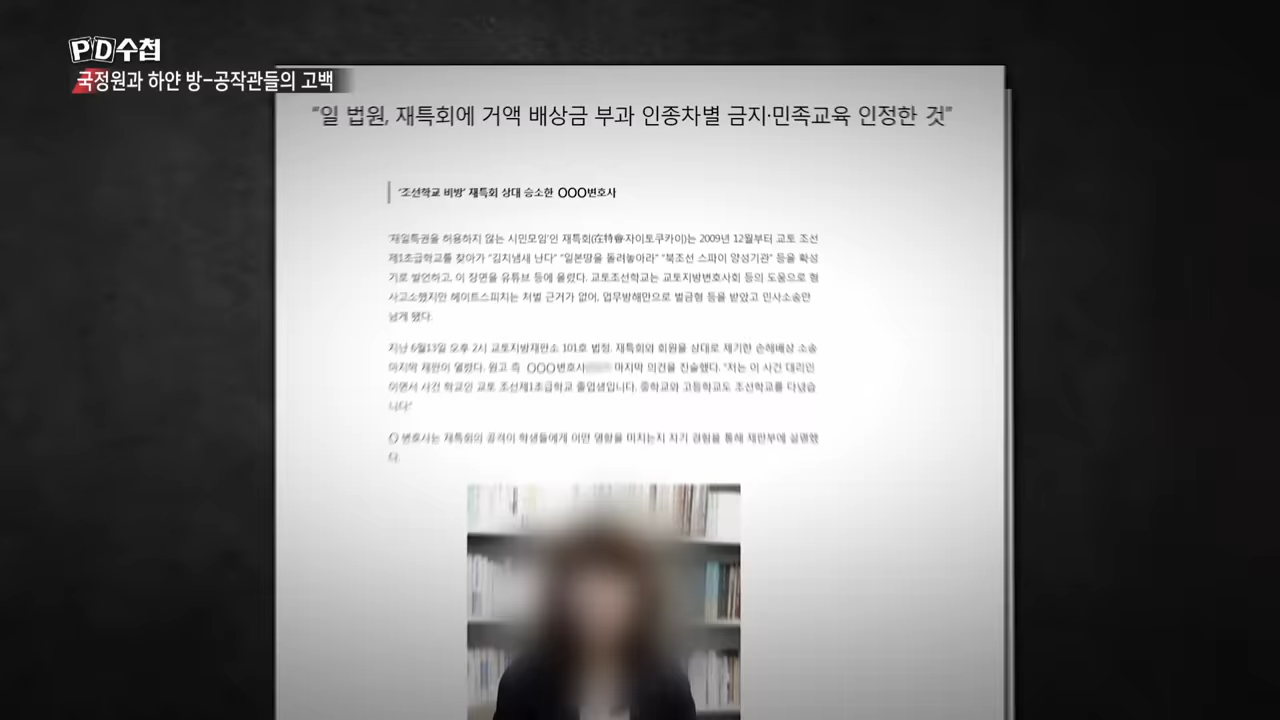 PD수첩
국정원과 하얀 방-공작관들의 고백
"일 법원, 재특회에 거액 배상금 부과 인종차별 금지·민족교육 인정한 것"
'조선학교 비방' 재특회 상대 승소한 OOO변호사
'재일특권을 허용하지 않는 시민모임'인 재특회(在特會·자이토쿠카이)는 2009년 12월부터 교토 조선
제1초급학교를 찾아가 "김치냄새 난다" "일본땅을 돌려놓아라" "북조선 스파이 양성기관" 등을 확성
기로 발언하고, 이 장면을 유튜브 등에 올렸다. 교토조선학교는 교토지방변호사회 등의 도움으로 형
사고소했지만 헤이트스피치는 처벌 근거가 없어, 업무방해만으로 벌금형 등을 받았고 민사소송만
남게 됐다.
지난 6월13일 오후 2시 교토지방재판소 101호 법정. 재특회와 회원을 상대로 제기한 손해배상 소송
마지막 재판이 열렸다. 원고 측 OOO변호사 마지막 의견을 진술했다. "저는 이 사건 대리인
이면서 사건 학교인 교토 조선제1초급학교 졸업생입니다. 중학교와 고등학교도 조선학교를 다녔습
니다"
O 변호사는 재특회의 공격이 학생들에게 어떤 영향을 미치는지 자기 경험을 통해 재판부에 설명했
다.